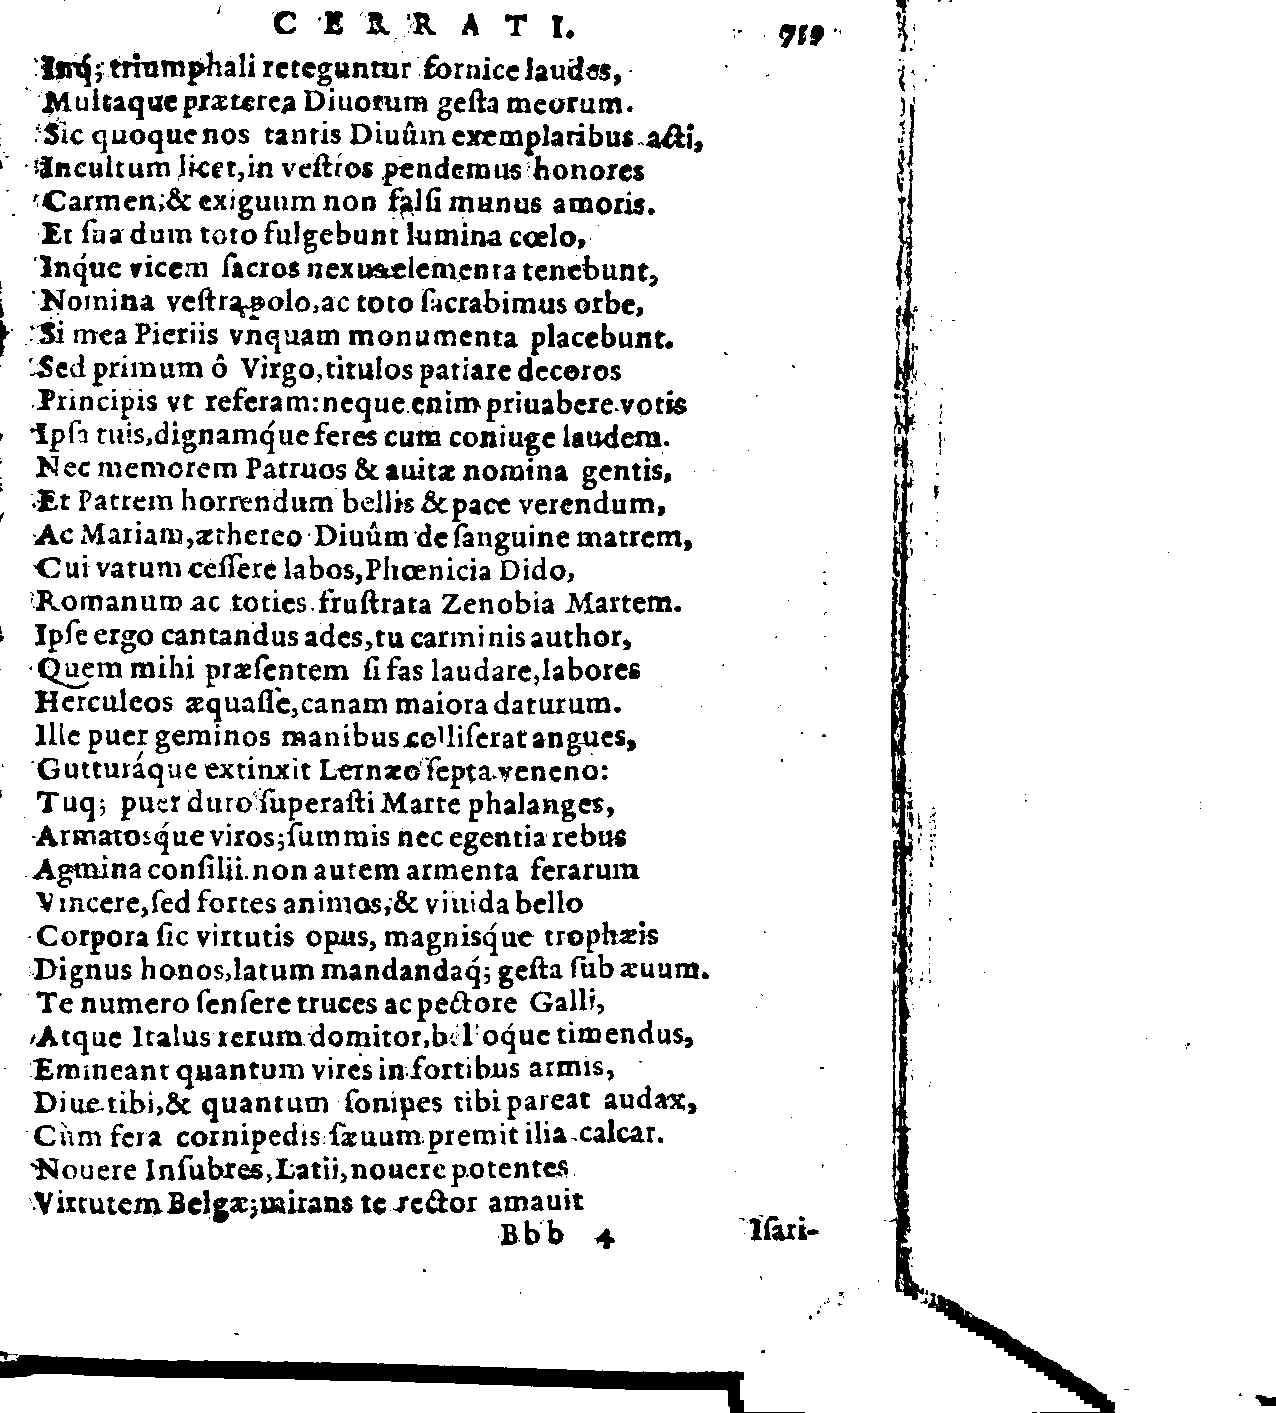 CERRATI. 719
Inq́; triumphali reteguntur fornice laudes,
Multaque præterea Diuorum gesta meorum.
Sic quoque nos tantis Diuûm exemplaribus acti,
Incultum licet, in vestros pendemus honores
Carmen; & exiguum non falsi munus amoris.
Et sua dum toto fulgebunt lumina cœlo,
Inq́ue vicem sacros nexus elementa tenebunt,
Nomina vestra polo, ac toto sacrabimus orbe,
Si mea Pieriis vnquam monumenta placebunt.
Sed primum ô Virgo, titulos patiare decoros
Principis vt referam: neque enim priuabere votis
Ipsa tuis, dignamq́ue feres cum coniuge laudem.
Nec memorem Patruos & auitæ nomina gentis,
Et Patrem horrendum bellis & pace verendum,
Ac Mariam, æthereo Diuûm de sanguine matrem,
Cui vatum cessere labos, Phœnicia Dido,
Romanum ac toties frustrata Zenobia Martem.
Ipse ergo cantandus ades, tu carminis author,
Quem mihi præsentem si fas laudare, labores
Herculeos æquasse, canam maiora daturum.
Ille puer geminos manibus colliserat angues,
Gutturáque extinxit Lernæo septa veneno:
Tuq; puer duro superasti Marte phalanges,
Armatosq́ue viros; summis nec egentia rebus
Agmina consilii. non autem armenta ferarum
Vincere, sed fortes animos, & viuida bello
Corpora sic virtutis opus, magnisq́ue trophæis
Dignus honos, latum mandandaq́; gesta sub æuum.
Te numero sensere truces ac pectore Galli,
Atque Italus rerum domitor, belloq́ue timendus,
Emineant quantum vires in fortibus armis,
Diue tibi, & quantum sonipes tibi pareat audax,
Cùm fera cornipedis sæuum premit ilia calcar.
Nouere Insubres, Latii, nouere potentes
Virtutem Belgæ; mirans te rector amauit
Bbb 4 Isari-